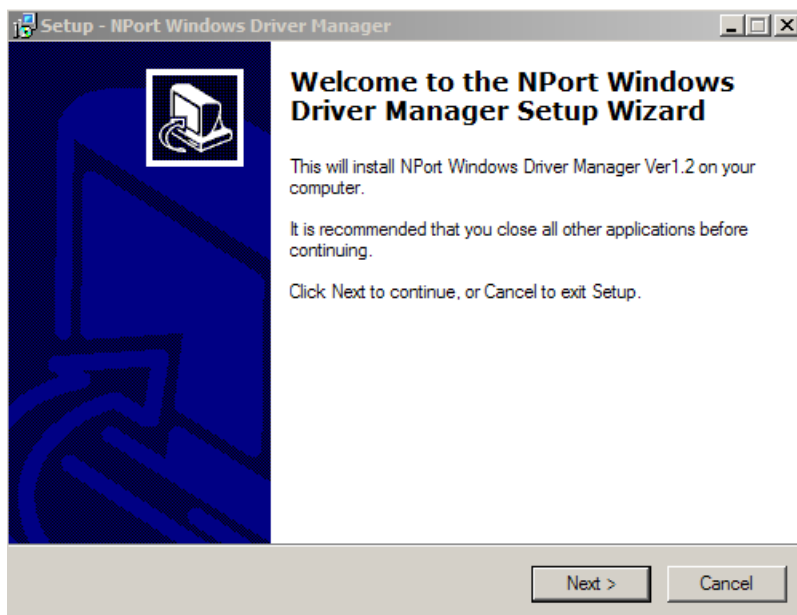 Setup - NPort Windows Driver Manager
Welcome to the NPort Windows
Driver Manager Setup Wizard
This will install NPort Windows Driver Manager Ver1.2 on your
computer.
It is recommended that you close all other applications before
continuing.
Click Next to continue, or Cancel to exit Setup.
Next >
Cancel